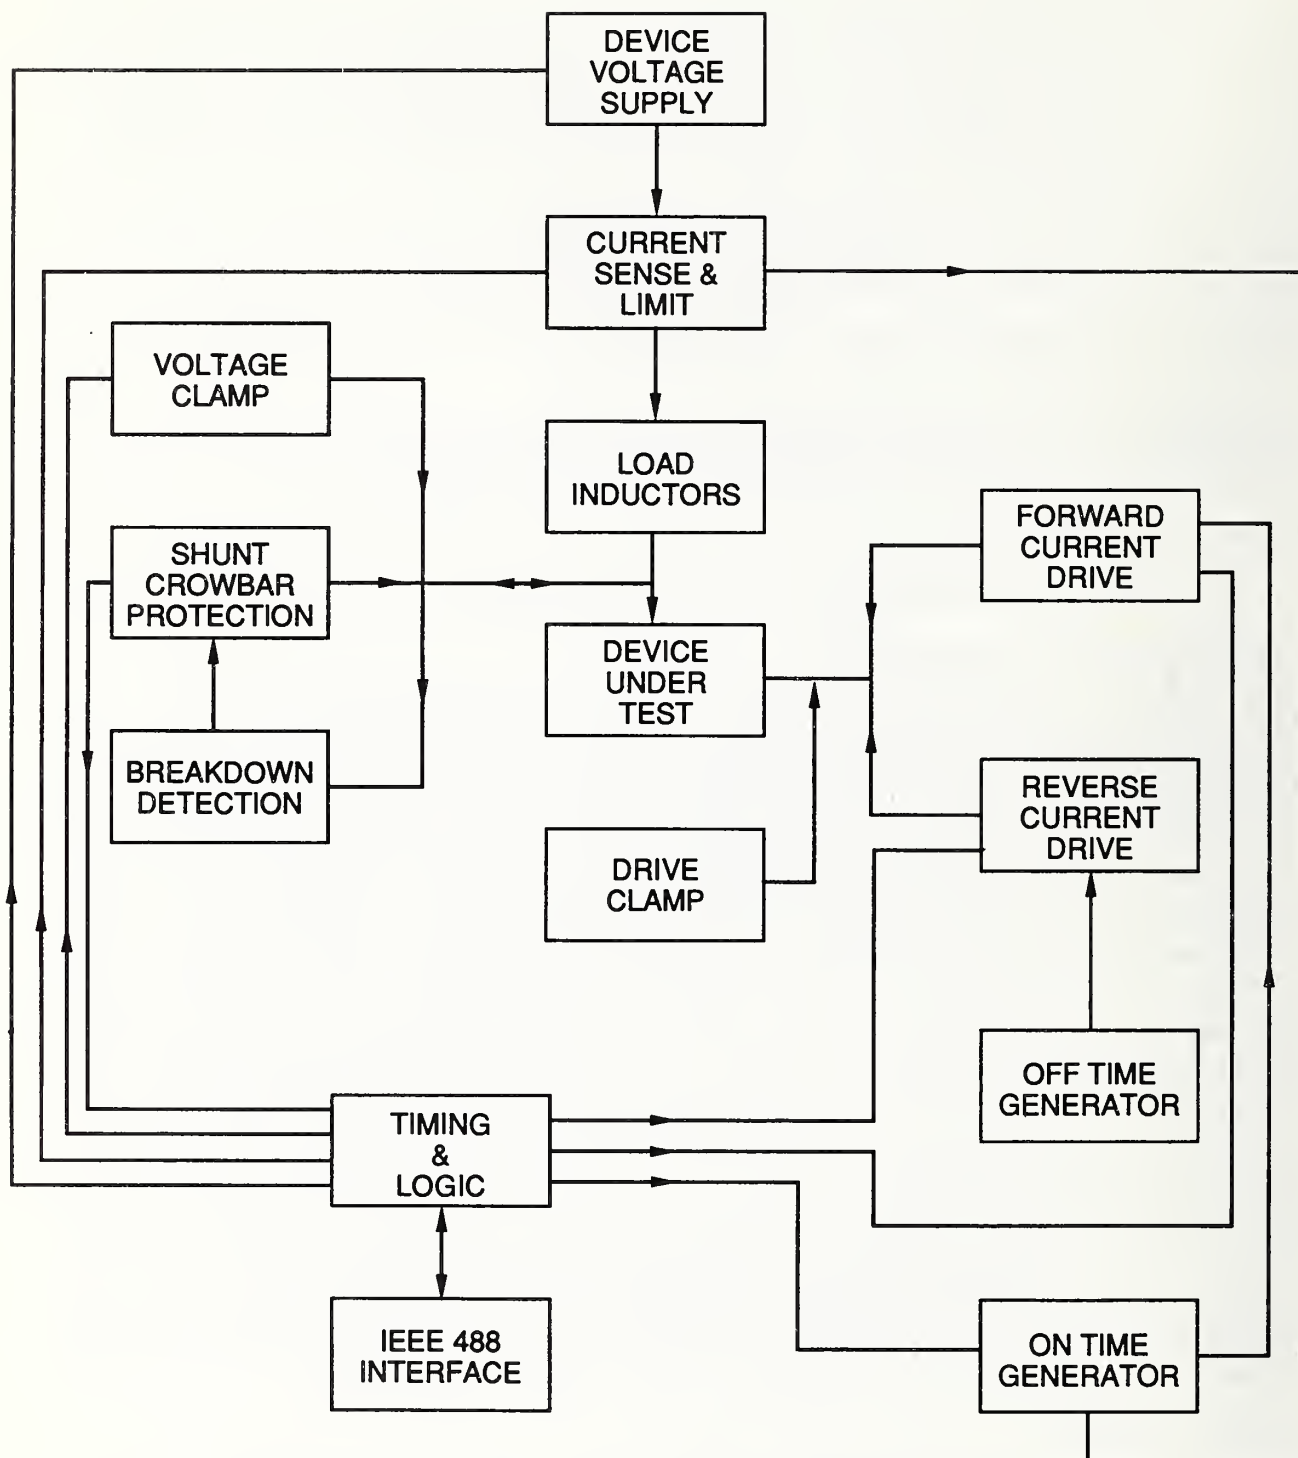 DEVICE
VOLTAGE
SUPPLY
CURRENT
SENSE &
LIMIT
VOLTAGE
CLAMP
LOAD
INDUCTORS
FORWARD
CURRENT
DRIVE
SHUNT
CROWBAR
PROTECTION
DEVICE
UNDER
TEST
BREAKDOWN
DETECTION
REVERSE
CURRENT
DRIVE
DRIVE
CLAMP
OFF TIME
GENERATOR
TIMING
&
LOGIC
IEEE 488
INTERFACE
ON TIME
GENERATOR